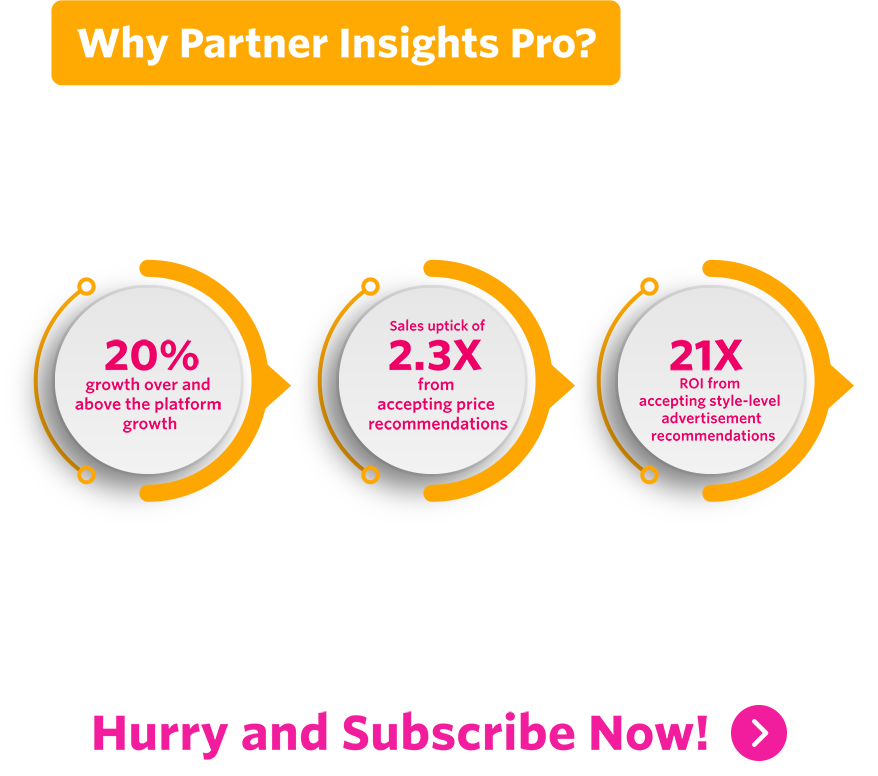 Why Partner Insights Pro?
20%
growth over and
above the platform
growth
Sales uptick of
2.3X
from
accepting price
recommendations
21X
ROI from
accepting style-level
advertisement
recommendations
Hurry and Subscribe Now!